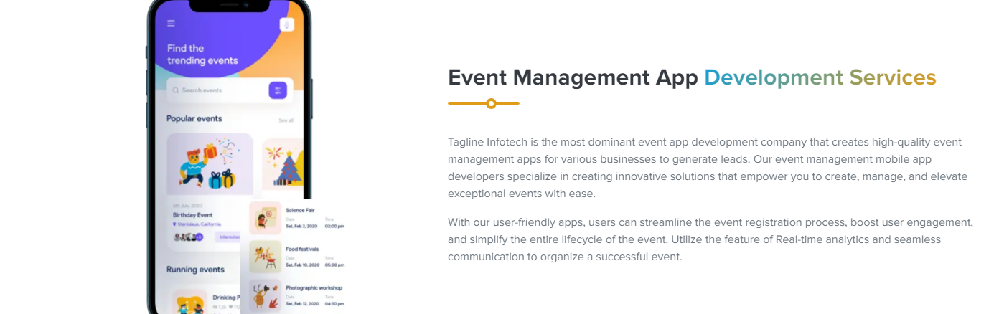 Find the
trending events
Search events
Popular events
See all
5th July, 2020
Birthday Event
Stanislaus, California.
Running events
Science Fair
Date Time
Sat, Feb 2, 2020 02:00 pm
Food festivals
Date Time
Sat, Feb 10, 2020 05:00 pm
Photographic workshop
Date Time
Sat, Feb 12, 2020 04:30 pm
Drinking P
1.2k
Event Management App Development Services
Tagline Infotech is the most dominant event app development company that creates high-quality event
management apps for various businesses to generate leads. Our event management mobile app
developers specialize in creating innovative solutions that empower you to create, manage, and elevate
exceptional events with ease.
With our user-friendly apps, users can streamline the event registration process, boost user engagement,
and simplify the entire lifecycle of the event. Utilize the feature of Real-time analytics and seamless
communication to organize a successful event.